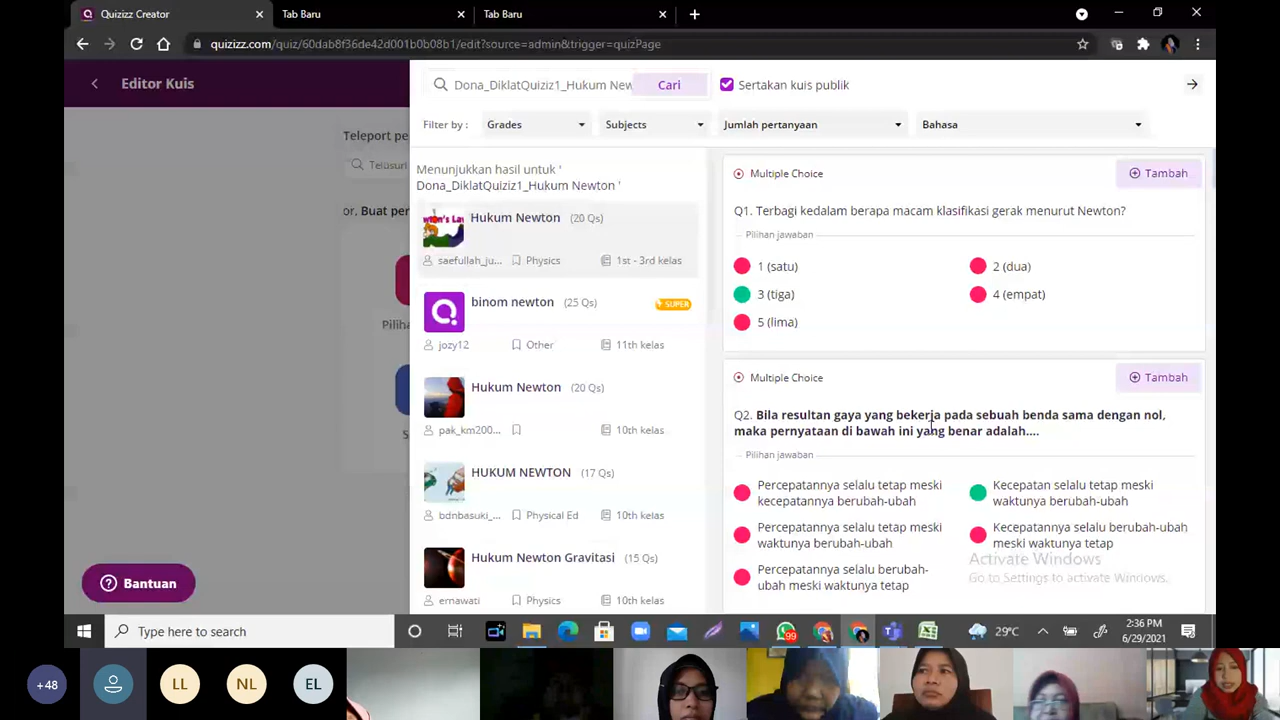 Quizizz Creator
Tab Baru
Tab Baru
quizizz.com/quiz/60dab8f36de42d001b0b08b1/edit?source=admin&trigger=quizPage
Editor Kuis
Dona_DiklatQuiziz1_Hukum New
Cari
Sertakan kuis publik
Teleport pe
Filter by :
Grades
Subjects
Jumlah pertanyaan
Bahasa
Telusuri
or, Buat per
Piliha
S
Bantuan
Menunjukkan hasil untuk '
Dona_DiklatQuiziz1_Hukum Newton '
Hukum Newton (20 Qs)
saefullah_ju... Physics 1st - 3rd kelas
binom newton (25 Qs) SUPER
jozy12 Other 11th kelas
Hukum Newton (20 Qs)
pak_km200... 10th kelas
HUKUM NEWTON (17 Qs)
bdnbasuki_... Physical Ed 10th kelas
Hukum Newton Gravitasi (15 Qs)
ernawati Physics 10th kelas
Multiple Choice
Tambah
Q1. Terbagi kedalam berapa macam klasifikasi gerak menurut Newton?
Pilihan jawaban
1 (satu)
2 (dua)
3 (tiga)
4 (empat)
5 (lima)
Multiple Choice
Tambah
Q2. Bila resultan gaya yang bekerja pada sebuah benda sama dengan nol,
maka pernyataan di bawah ini yang benar adalah....
Pilihan jawaban
Percepatannya selalu tetap meski
kecepatannya berubah-ubah
Kecepatan selalu tetap meski
waktunya berubah-ubah
Percepatannya selalu tetap meski
waktunya berubah-ubah
Kecepatannya selalu berubah-ubah
meski waktunya tetap
Percepatannya selalu berubah-
ubah meski waktunya tetap
Activate Windows
Go to Settings to activate Windows.
Type here to search
99
29°C
2:36 PM
6/29/2021
+48
LL
NL
EL